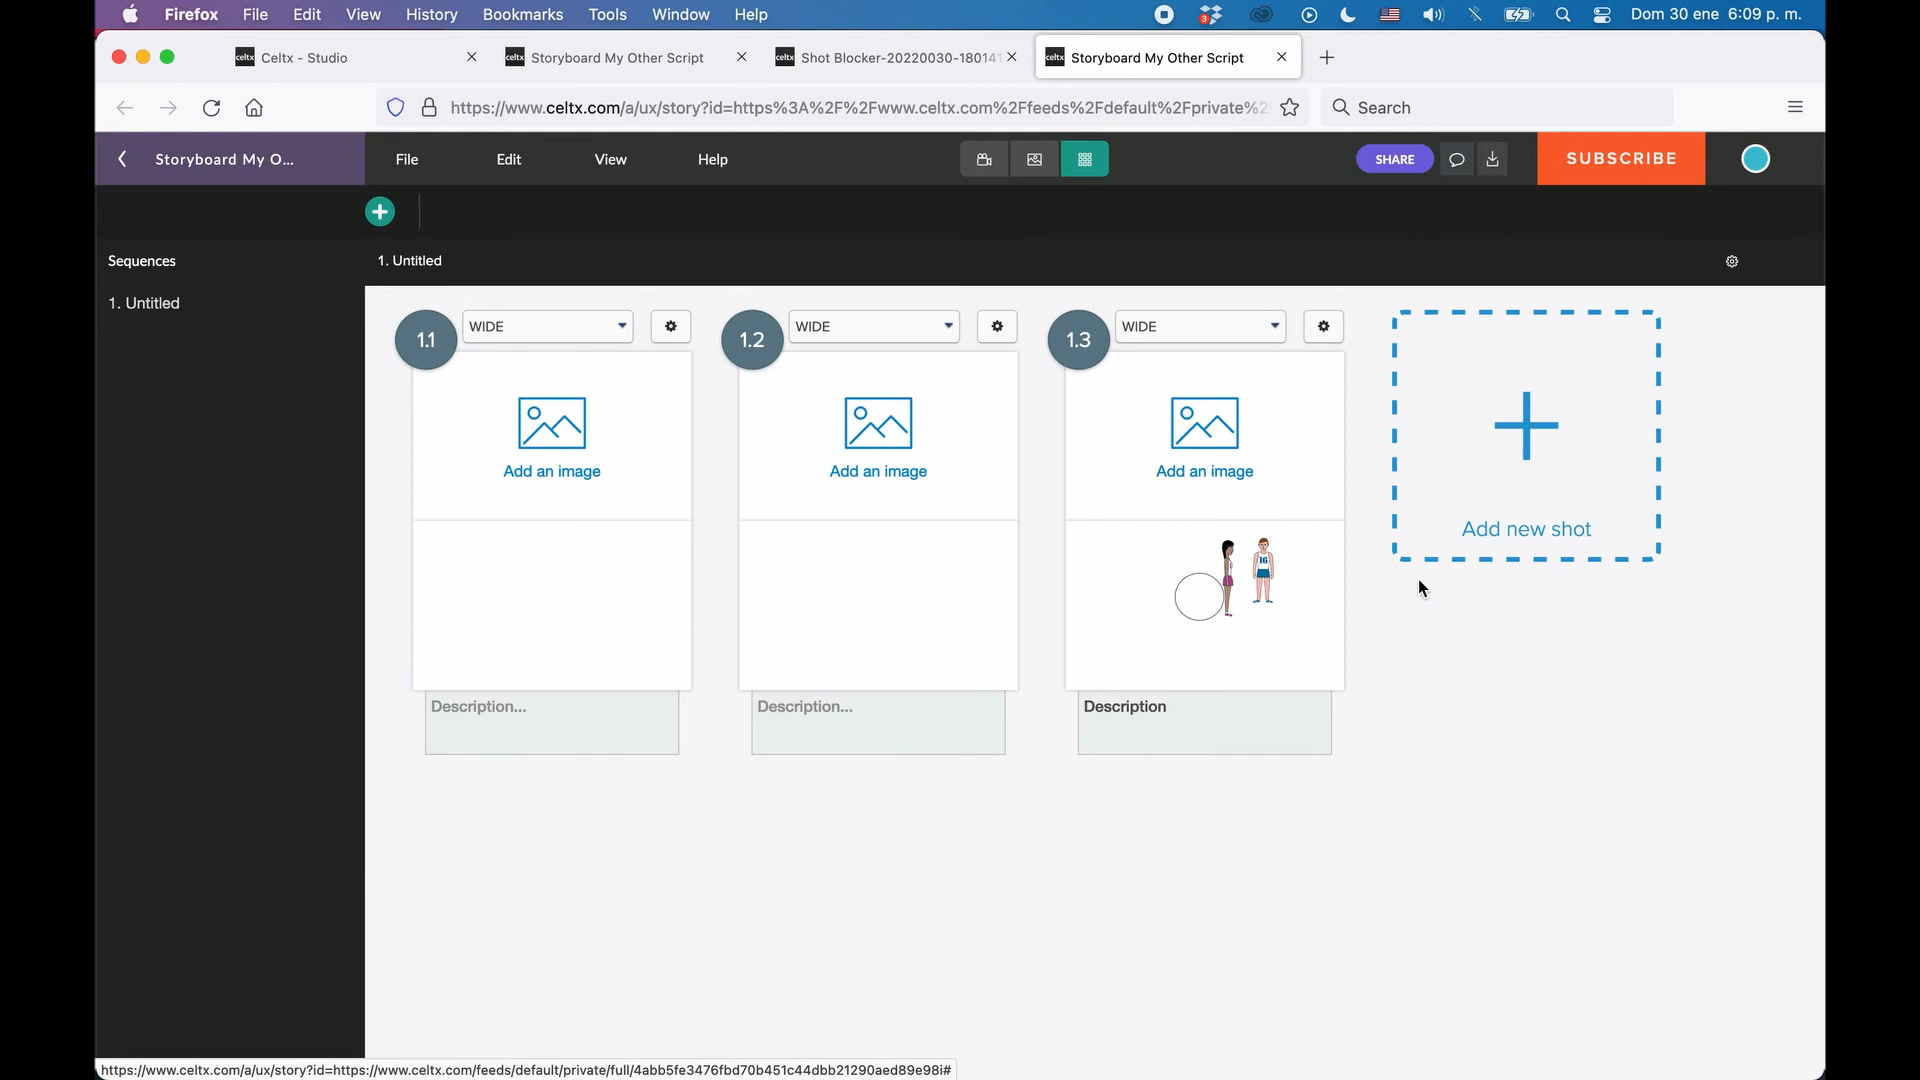 Firefox File Edit View History Bookmarks Tools Window Help 3 Dom 30 ene 6:09 p. m.
celtx Celtx - Studio celtx Storyboard My Other Script celtx Shot Blocker-20220030-18014 celtx Storyboard My Other Script
https://www.celtx.com/a/ux/story?id=https%3A%2F%2Fwww.celtx.com%2Ffeeds%2Fdefault%2Fprivate%2 Search
Storyboard My O... File Edit View Help SHARE SUBSCRIBE
Sequences 1. Untitled
1. Untitled
1.1 WIDE 1.2 WIDE 1.3 WIDE
Add an image Add an image Add an image
Add new shot
16
Description... Description... Description
https://www.celtx.com/a/ux/story?id=https://www.celtx.com/feeds/default/private/full/4abb5fe3476fbd70b451c44dbb21290aed89e98i#